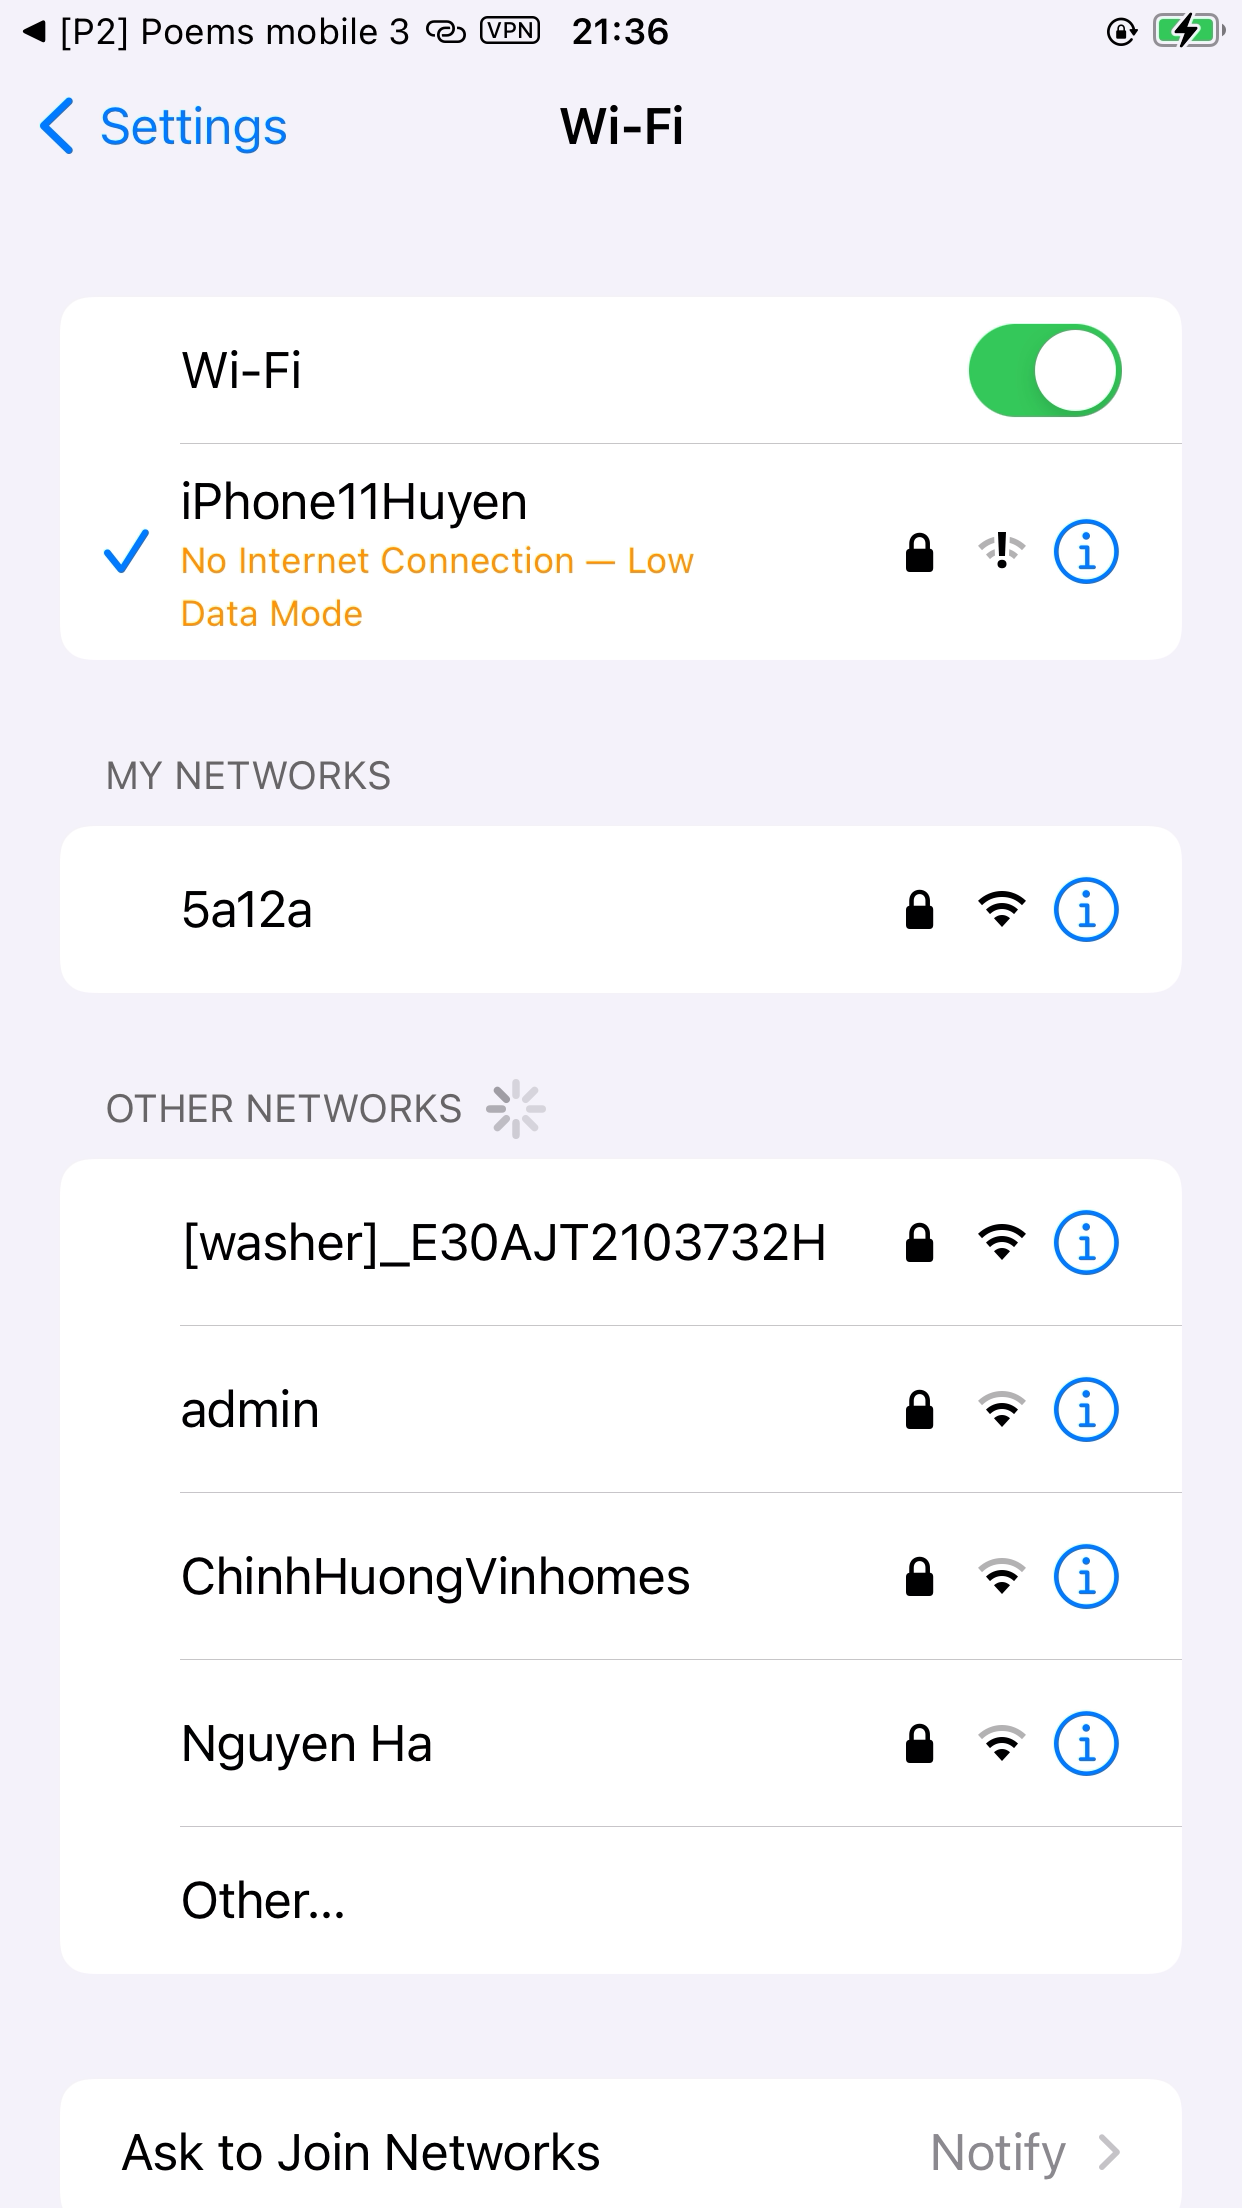 [P2] Poems mobile 3 VPN 21:36
Settings Wi-Fi
Wi-Fi
iPhone11Huyen
No Internet Connection — Low
Data Mode
MY NETWORKS
5a12a
OTHER NETWORKS
[washer]_E30AJT2103732H
admin
ChinhHuongVinhomes
Nguyen Ha
Other...
Ask to Join Networks Notify